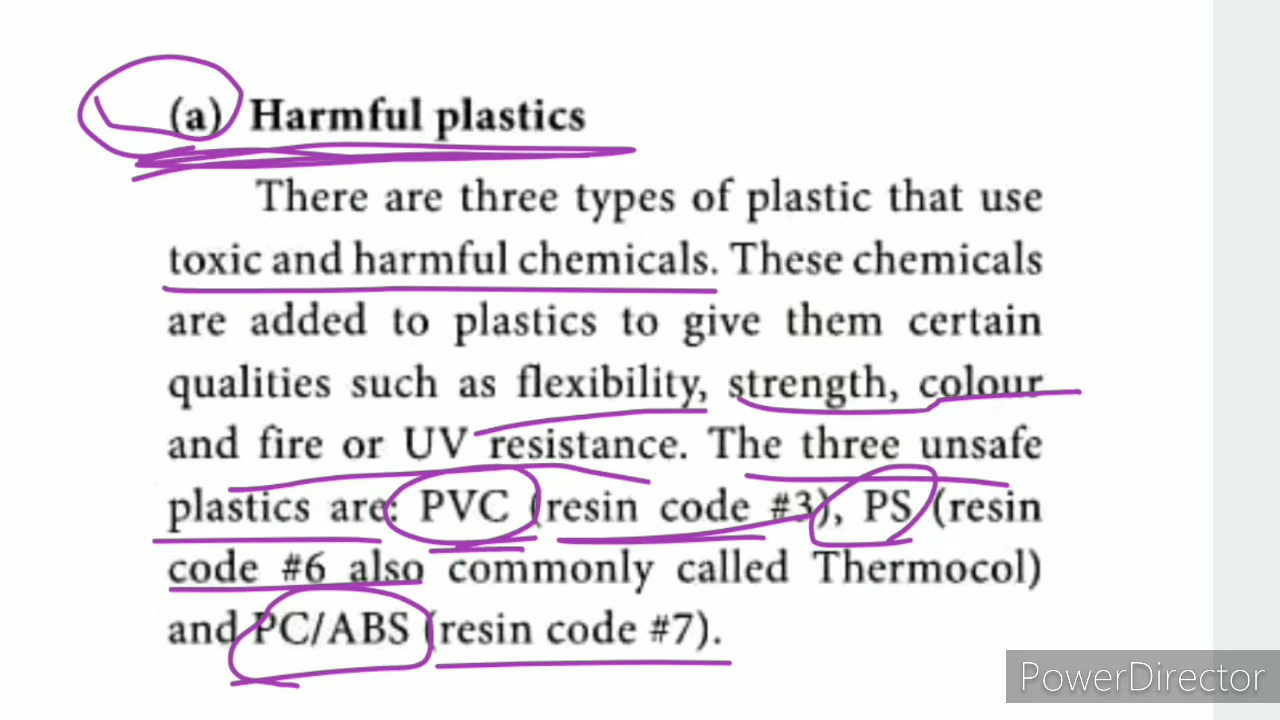 (a) Harmful plastics
There are three types of plastic that use
toxic and harmful chemicals. These chemicals
are added to plastics to give them certain
qualities such as flexibility, strength, colour
and fire or UV resistance. The three unsafe
plastics are: PVC (resin code #3), PS (resin
code #6 also commonly called Thermocol)
and PC/ABS (resin code #7).
PowerDirector